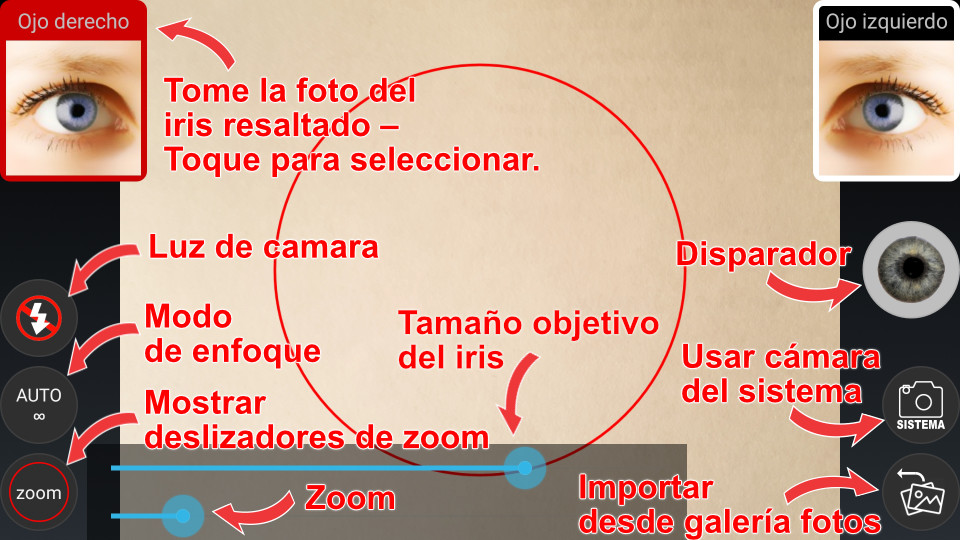 Ojo derecho
Ojo izquierdo
Tome la foto del
iris resaltado –
Toque para seleccionar.
Luz de camara
Disparador
Modo
de enfoque
Tamaño objetivo
del iris
Usar cámara
del sistema
AUTO
∞
SISTEMA
Mostrar
deslizadores de zoom
zoom
Zoom
Importar
desde galería fotos